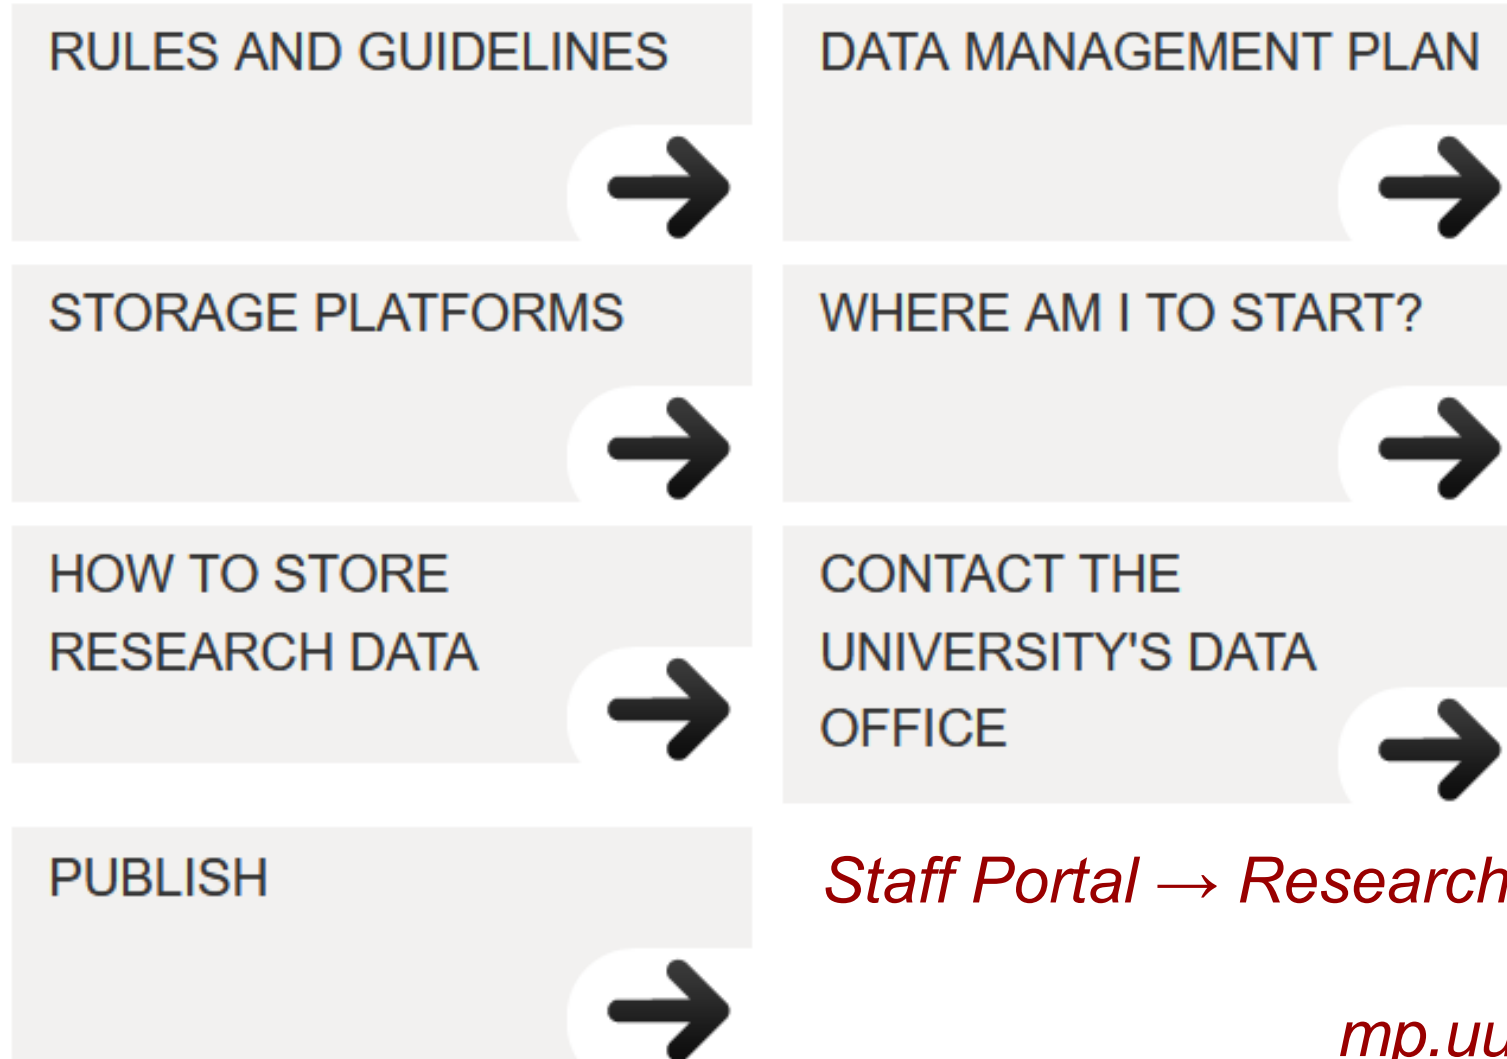 RULES AND GUIDELINES
DATA MANAGEMENT PLAN
STORAGE PLATFORMS
WHERE AM I TO START?
HOW TO STORE
RESEARCH DATA
CONTACT THE
UNIVERSITY'S DATA
OFFICE
PUBLISH
Staff Portal → Research
mp.uu